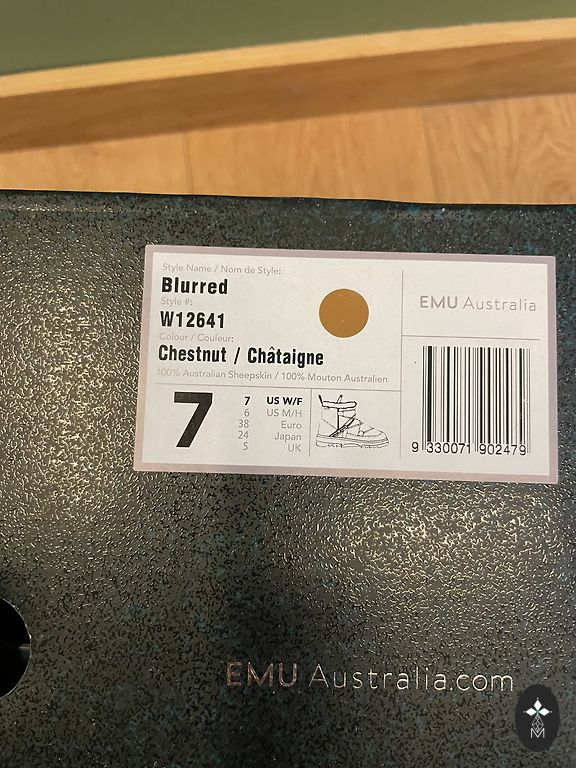 Style Name / Nom de Style:
Blurred
Style #:
W12641
Colour / Couleur:
Chestnut / Châtaigne
100% Australian Sheepskin / 100% Mouton Australien
7
7 US W/F
6 US M/H
38 Euro
24 Japan
5 UK
EMU Australia
9 330071 902479
EMU Australia.com
M